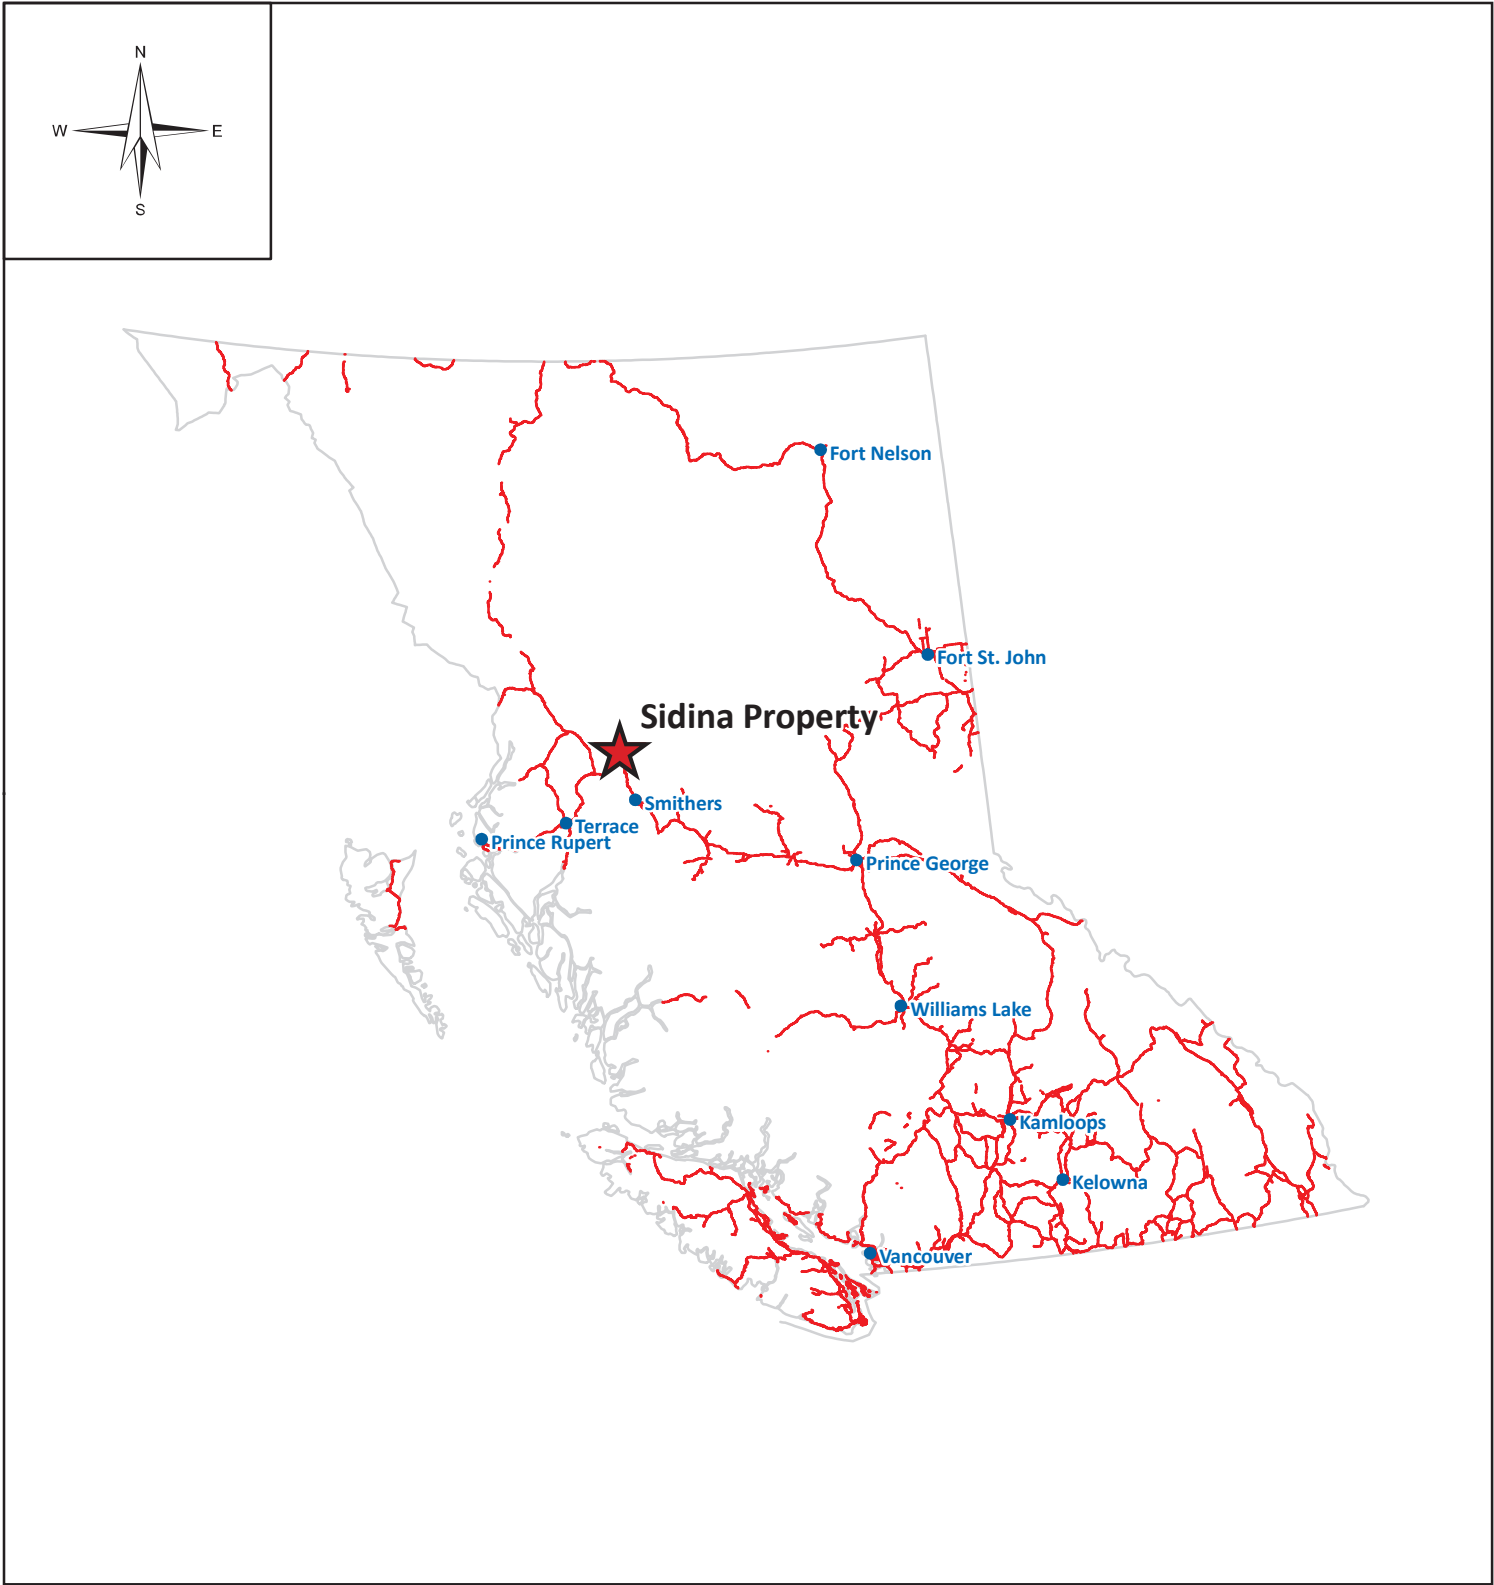 N
W
E
S
Fort Nelson
Fort St. John
Sidina Property
Smithers
Terrace
Prince Rupert
Prince George
Williams Lake
Kamloops
Kelowna
Vancouver